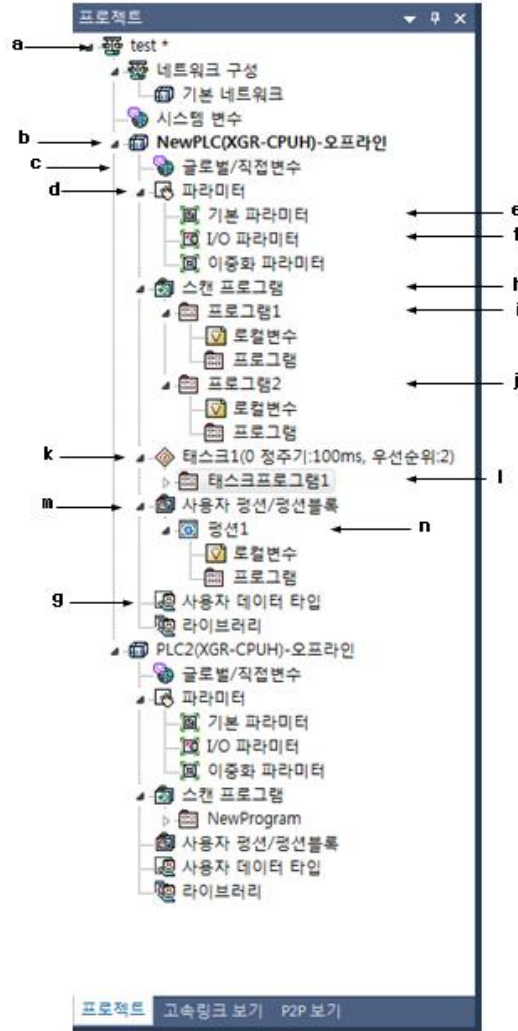 프로젝트
a test *
네트워크 구성
기본 네트워크
시스템 변수
b NewPLC(XGR-CPUH)-오프라인
c 글로벌/직접변수
d 파라미터
기본 파라미터 e
I/O 파라미터 f
이중화 파라미터
스캔 프로그램 h
프로그램1 i
로컬변수
프로그램
프로그램2 j
로컬변수
프로그램
k 태스크1(0 정주기:100ms, 우선순위:2)
태스크프로그램1 l
m 사용자 펑션/펑션블록
펑션1 n
로컬변수
프로그램
g 사용자 데이터 타입
라이브러리
PLC2(XGR-CPUH)-오프라인
글로벌/직접변수
파라미터
기본 파라미터
I/O 파라미터
이중화 파라미터
스캔 프로그램
NewProgram
사용자 펑션/펑션블록
사용자 데이터 타입
라이브러리
프로젝트 고속링크 보기 P2P 보기